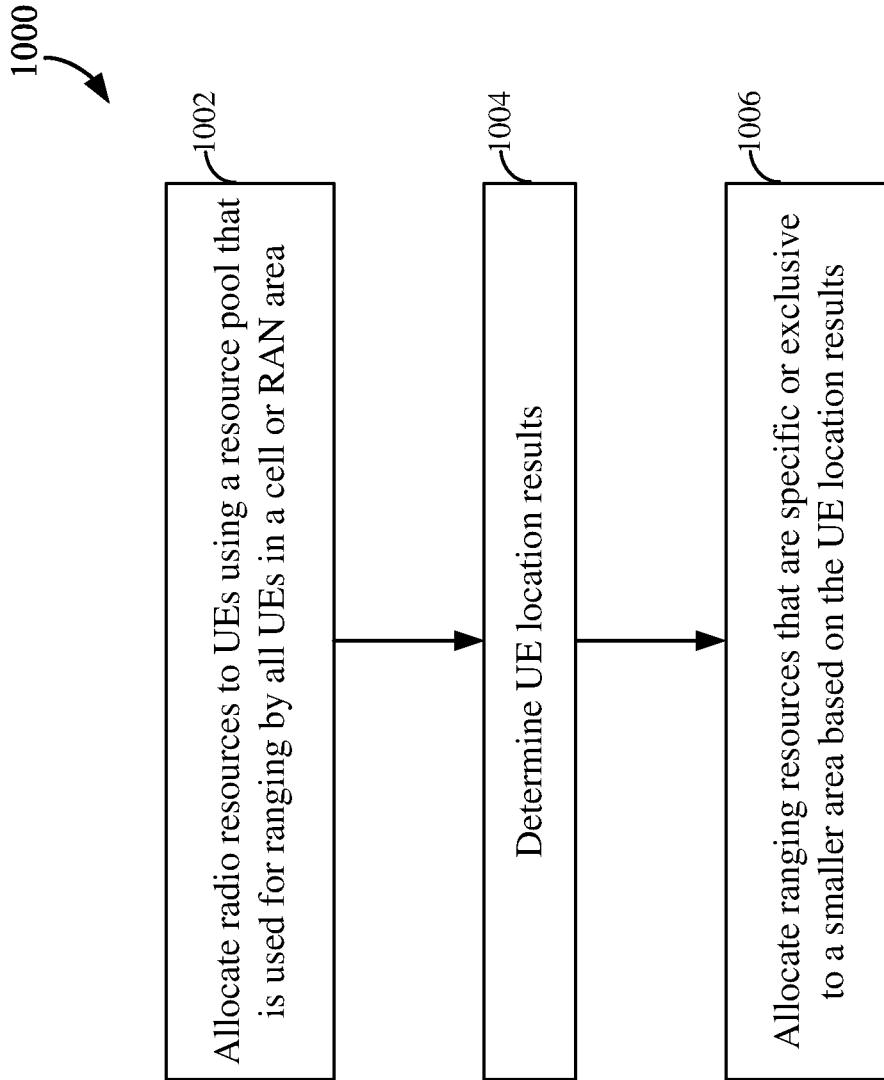 1000
1002
Allocate radio resources to UEs using a resource pool that
is used for ranging by all UEs in a cell or RAN area
1004
Determine UE location results
1006
Allocate ranging resources that are specific or exclusive
to a smaller area based on the UE location results